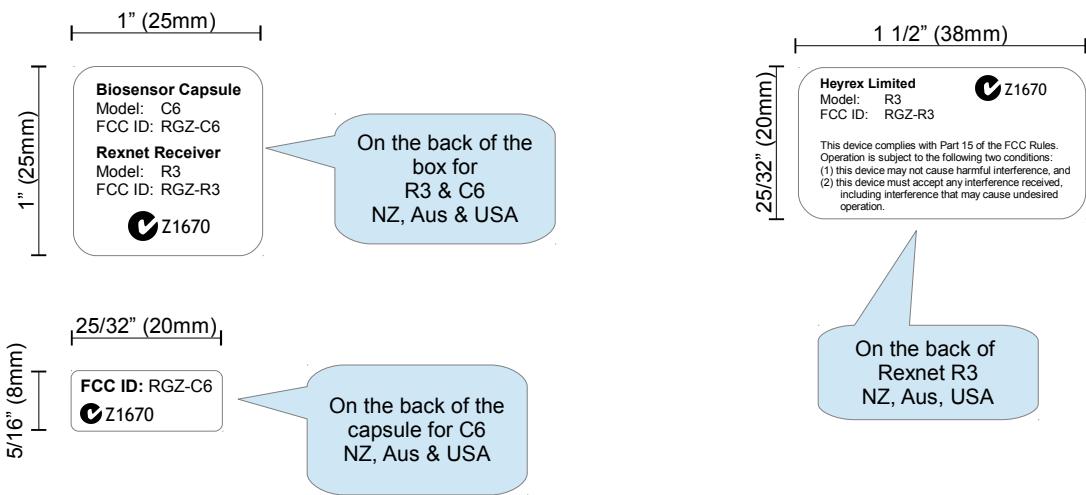 1” (25mm)
1” (25mm)
Biosensor Capsule
Model: C6
FCC ID: RGZ-C6
Rexnet Receiver
Model: R3
FCC ID: RGZ-R3
Z1670
On the back of the
box for
R3 & C6
NZ, Aus & USA
25/32” (20mm)
5/16” (8mm)
FCC ID: RGZ-C6
Z1670
On the back of the
capsule for C6
NZ, Aus & USA
1 1/2” (38mm)
25/32” (20mm)
Heyrex Limited
Model: R3
FCC ID: RGZ-R3
Z1670
This device complies with Part 15 of the FCC Rules.
Operation is subject to the following two conditions:
(1) this device may not cause harmful interference, and
(2) this device must accept any interference received,
including interference that may cause undesired
operation.
On the back of
Rexnet R3
NZ, Aus, USA